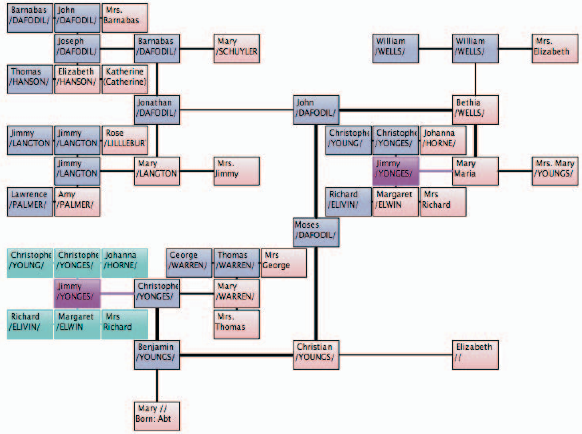 Barnabas John Mrs.
/DAFODIL/ /DAFODIL/ Barnabas
Joseph Barnabas Mary William William Mrs.
/DAFODIL/ /DAFODIL/ /SCHUYLER /WELLS/ /WELLS/ Elizabeth
Thomas Elizabeth Katherine
/HANSON/ /HANSON/ (Catherine)
Jonathan John Bethia
/DAFODIL/ /DAFODIL/ /WELLS/
Jimmy Jimmy Rose Christophe Christophe Johanna
/LANGTON /LANGTON /LILLLEBUR /YOUNG/ /YONGES/ /HORNE/
Jimmy Mary Mrs. Jimmy Mary Mrs. Mary
/LANGTON /LANGTON Jimmy /YONGES/ Maria /YOUNGS/
Lawrence Amy Richard Margaret Mrs
/PALMER/ /PALMER/ /ELIVIN/ /ELWIN Richard
Moses
/DAFODIL/
Christophe Christophe Johanna George Thomas Mrs
/YOUNG/ /YONGES/ /HORNE/ /WARREN/ /WARREN/ George
Jimmy Christophe Mary
/YONGES/ /YONGES/ /WARREN/
Richard Margaret Mrs Mrs.
/ELIVIN/ /ELWIN Richard Thomas
Benjamin Christian Elizabeth
/YOUNGS/ /YOUNGS/ //
Mary //
Born: Abt